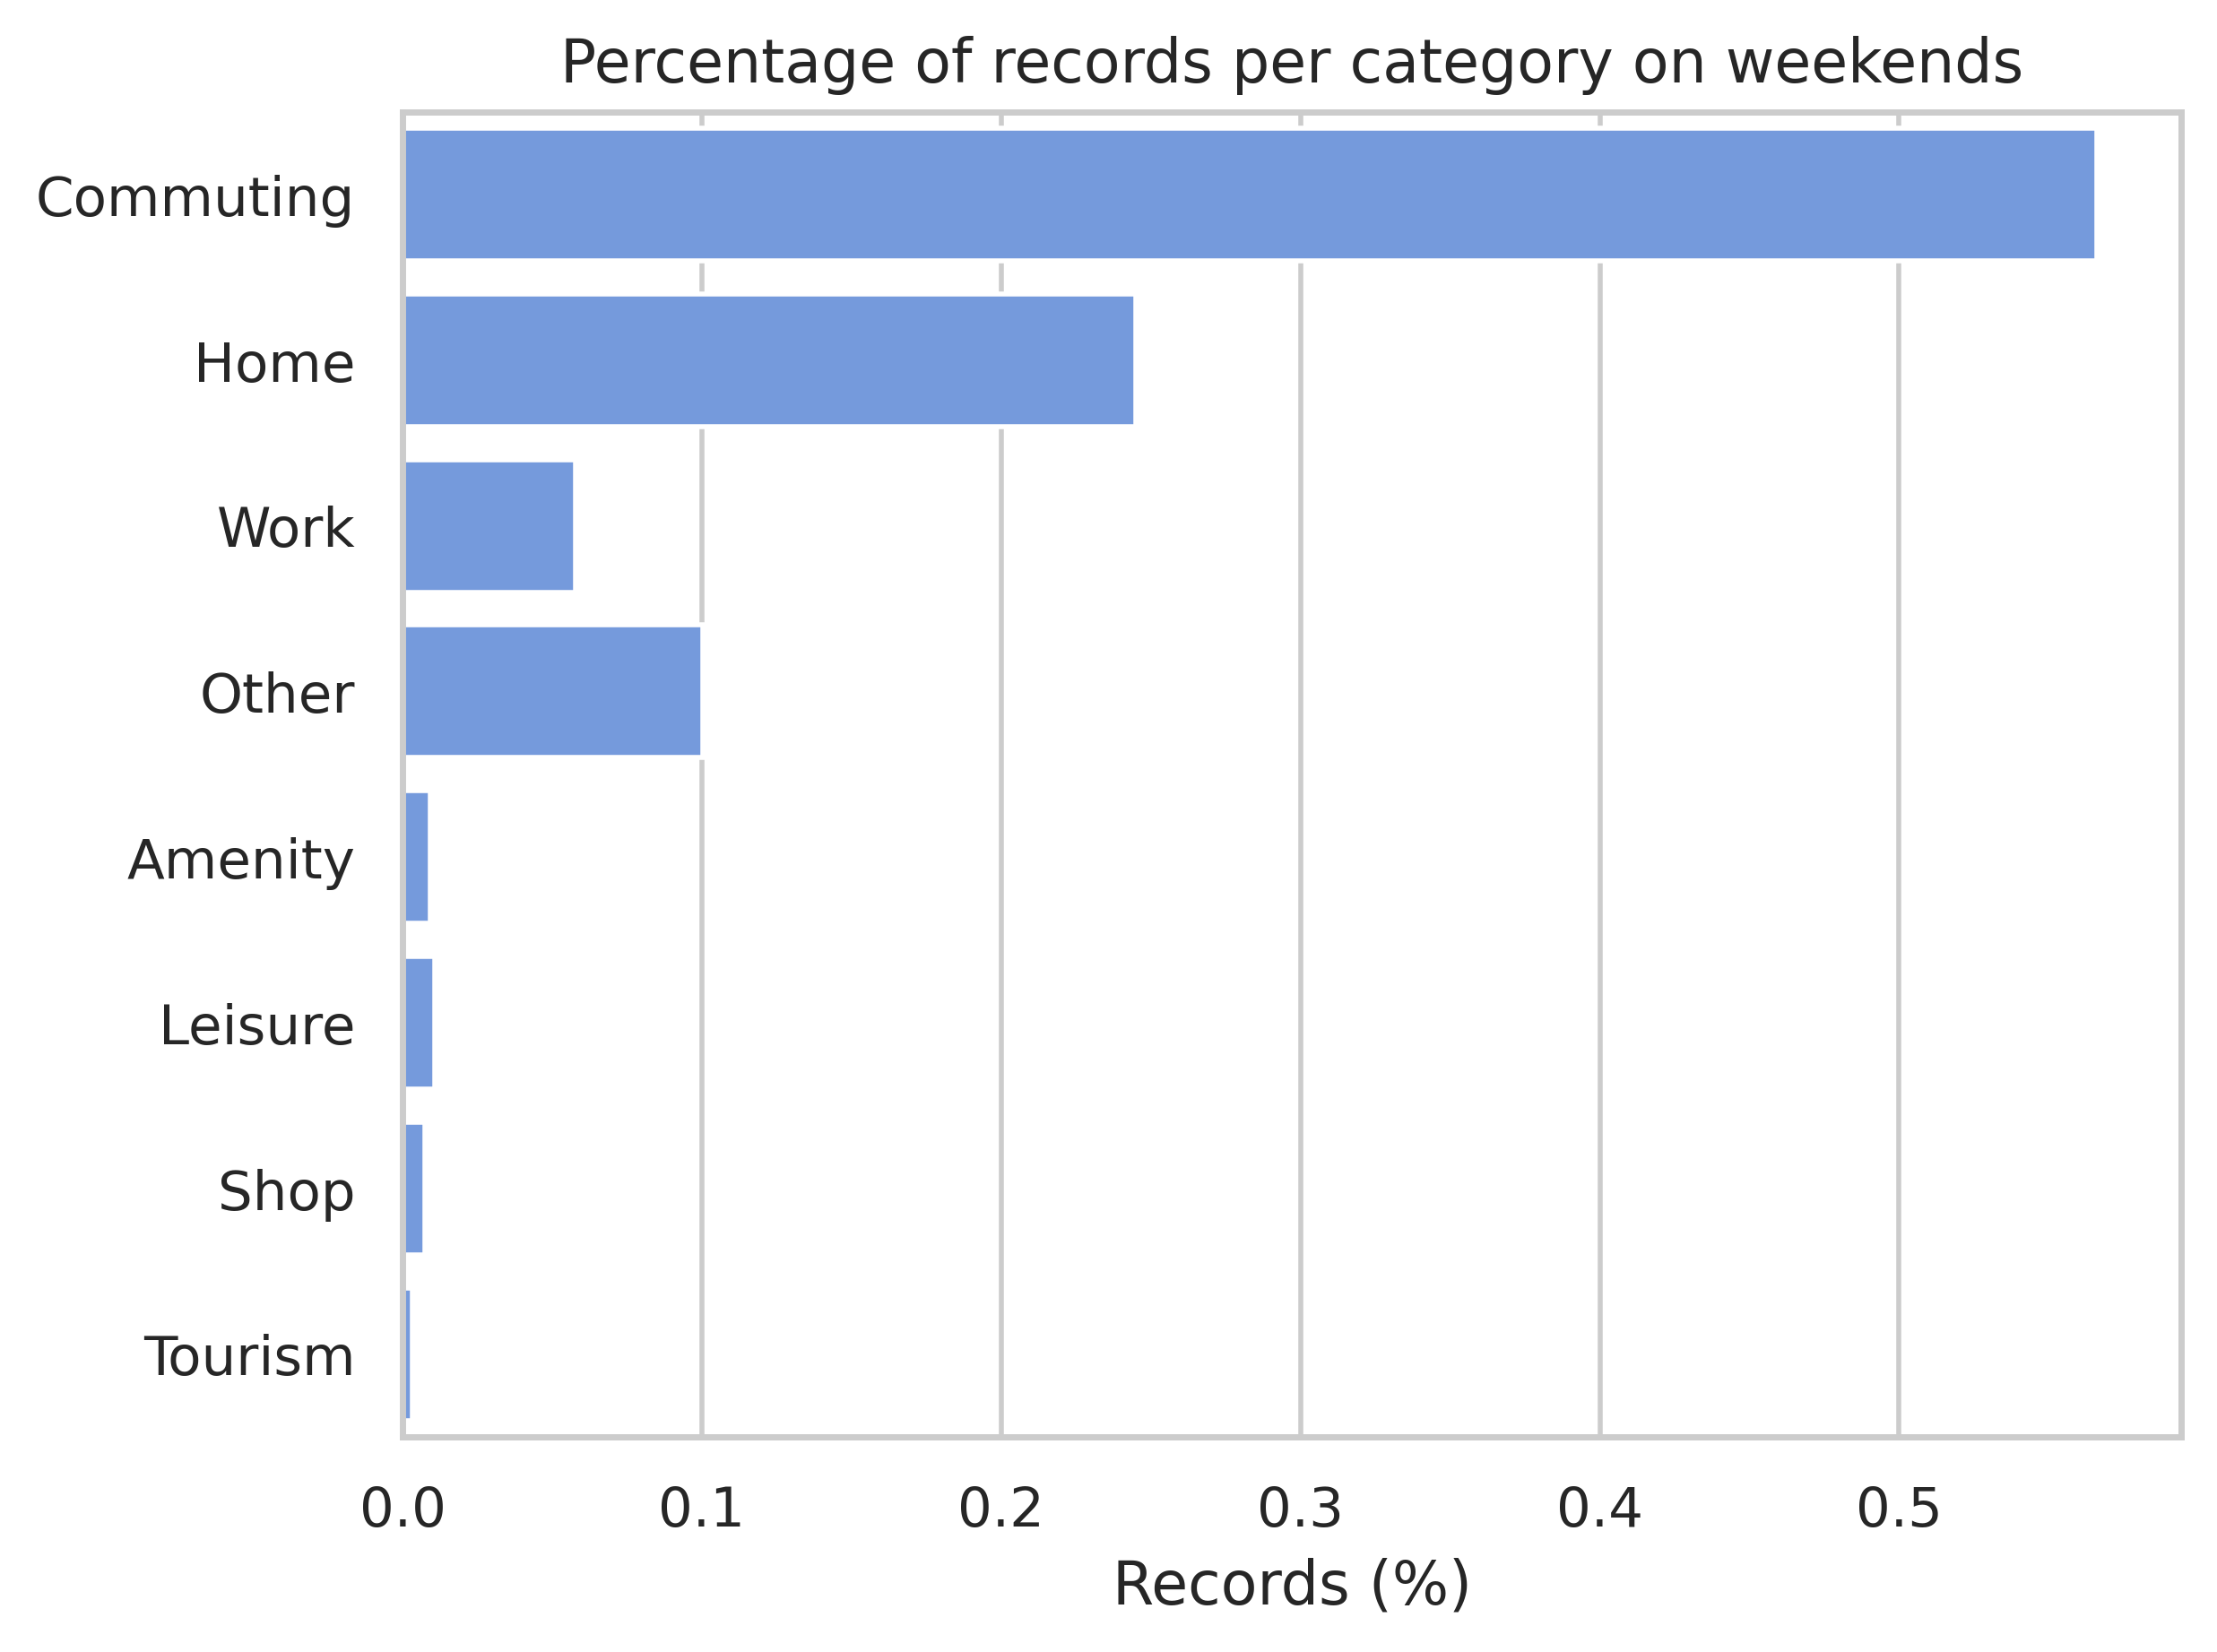 Percentage of records per category on weekends
Commuting
Home
Work
Other
Amenity
Leisure
Shop
Tourism
0.0 0.1 0.2 0.3 0.4 0.5
Records (%)